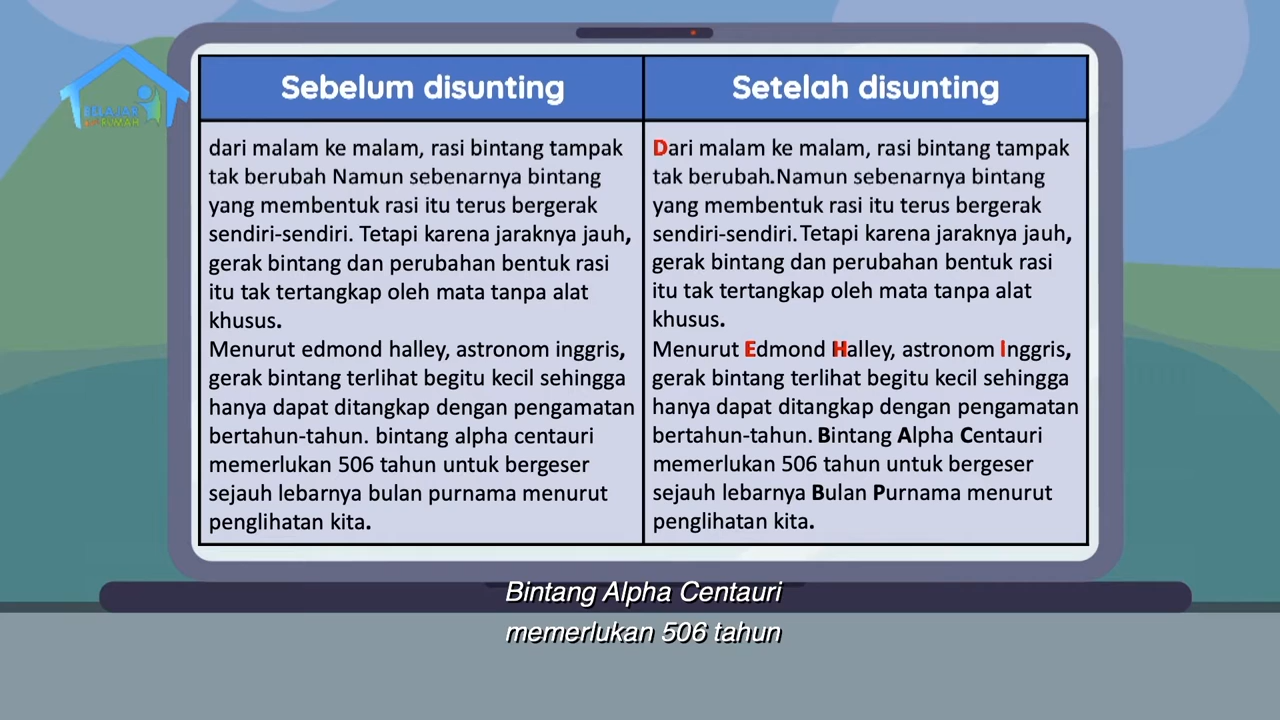 BELAJAR
DARI RUMAH
Sebelum disunting
dari malam ke malam, rasi bintang tampak
tak berubah Namun sebenarnya bintang
yang membentuk rasi itu terus bergerak
sendiri-sendiri. Tetapi karena jaraknya jauh,
gerak bintang dan perubahan bentuk rasi
itu tak tertangkap oleh mata tanpa alat
khusus.
Menurut edmond halley, astronom inggris,
gerak bintang terlihat begitu kecil sehingga
hanya dapat ditangkap dengan pengamatan
bertahun-tahun. bintang alpha centauri
memerlukan 506 tahun untuk bergeser
sejauh lebarnya bulan purnama menurut
penglihatan kita.
Setelah disunting
Dari malam ke malam, rasi bintang tampak
tak berubah.Namun sebenarnya bintang
yang membentuk rasi itu terus bergerak
sendiri-sendiri.Tetapi karena jaraknya jauh,
gerak bintang dan perubahan bentuk rasi
itu tak tertangkap oleh mata tanpa alat
khusus.
Menurut Edmond Halley, astronom Inggris,
gerak bintang terlihat begitu kecil sehingga
hanya dapat ditangkap dengan pengamatan
bertahun-tahun. Bintang Alpha Centauri
memerlukan 506 tahun untuk bergeser
sejauh lebarnya Bulan Purnama menurut
penglihatan kita.
Bintang Alpha Centauri
memerlukan 506 tahun